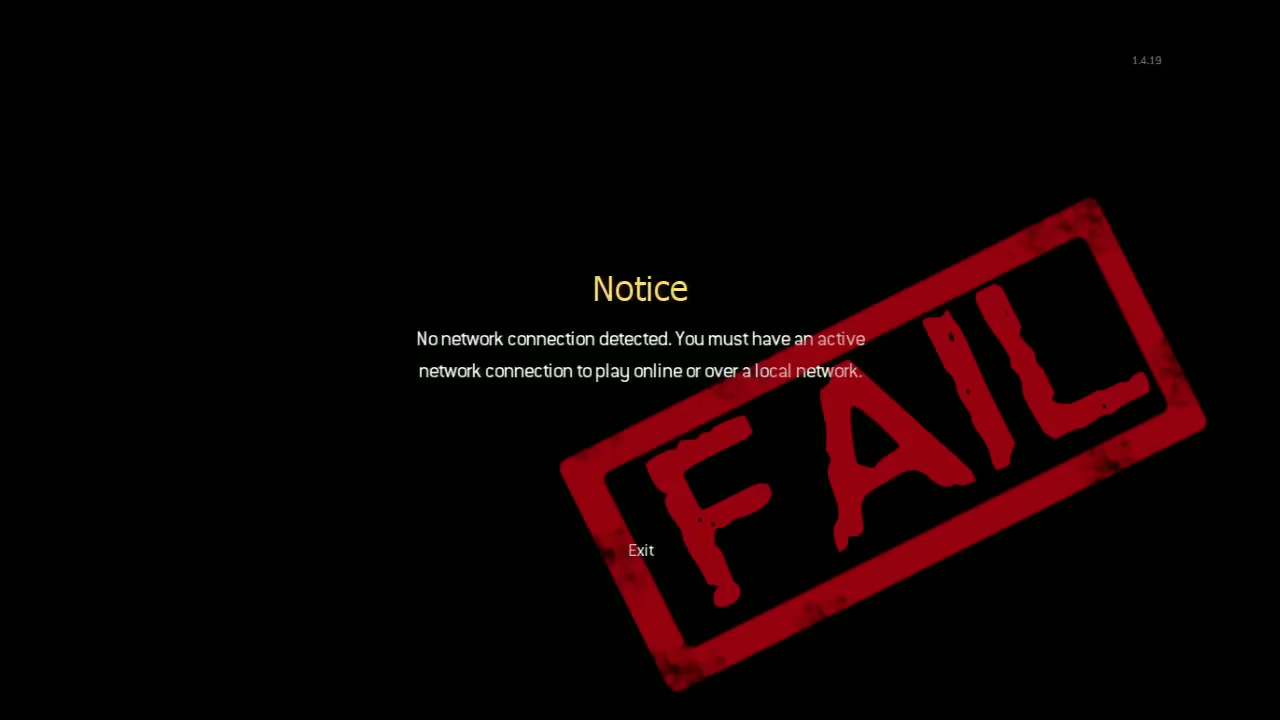 1.4.19
Notice
No network connection detected. You must have an active
network connection to play online or over a local network.
FAIL
Exit